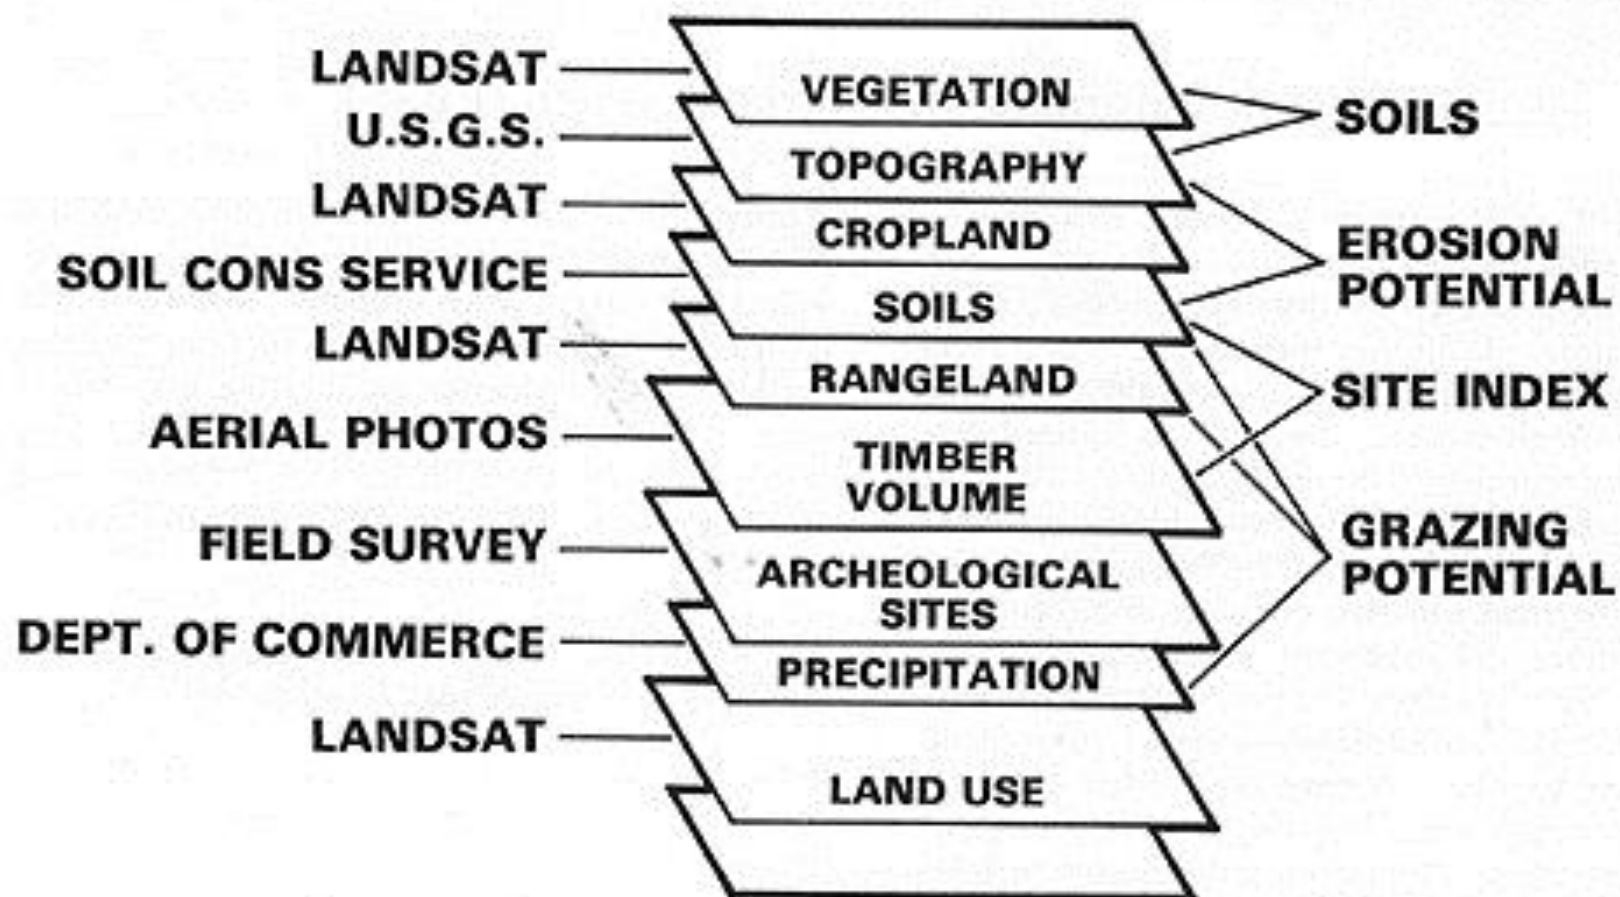 LANDSAT
VEGETATION
SOILS
U.S.G.S.
TOPOGRAPHY
LANDSAT
CROPLAND
EROSION
POTENTIAL
SOIL CONS SERVICE
SOILS
LANDSAT
RANGELAND
SITE INDEX
AERIAL PHOTOS
TIMBER
VOLUME
FIELD SURVEY
ARCHEOLOGICAL
SITES
GRAZING
POTENTIAL
DEPT. OF COMMERCE
PRECIPITATION
LANDSAT
LAND USE